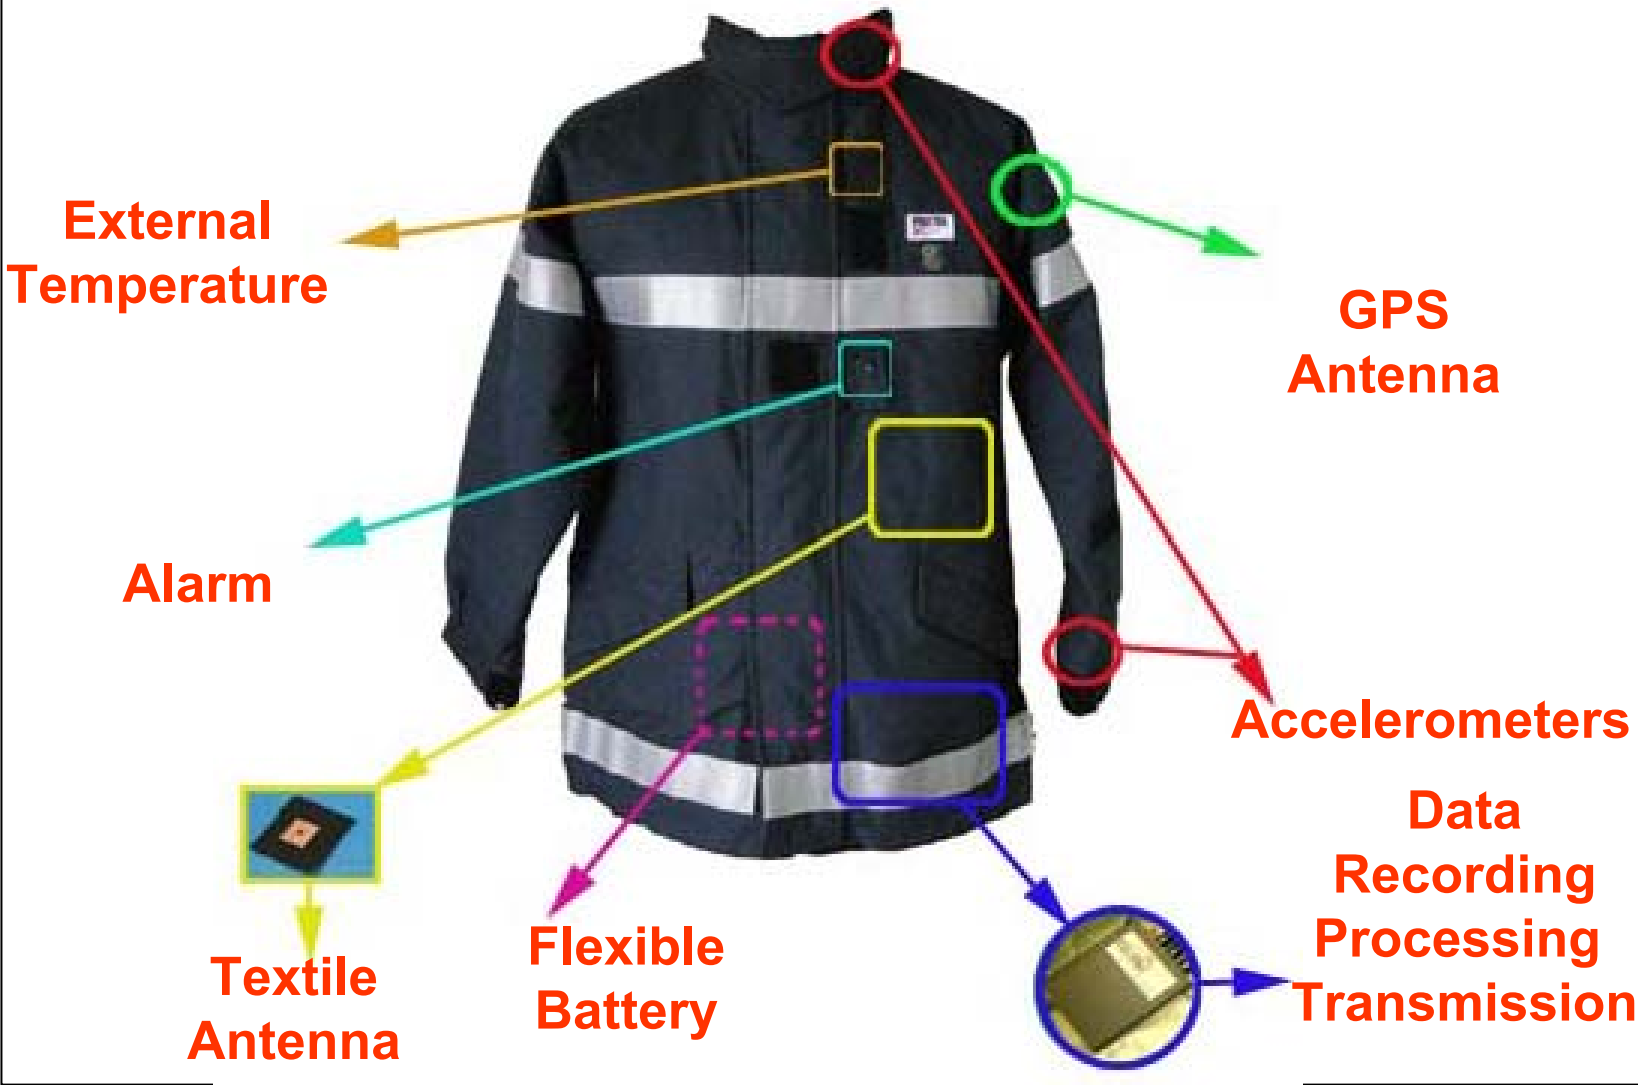 External
Temperature
GPS
Antenna
Alarm
Accelerometers
Data
Recording
Processing
Transmission
Flexible
Battery
Textile
Antenna